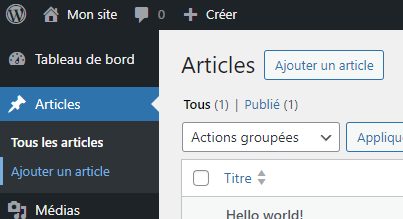 Mon site 0 + Créer
Tableau de bord
Articles
Tous les articles
Ajouter un article
Médias
Articles Ajouter un article
Tous (1) | Publié (1)
Actions groupées Appliqu
Titre
Hello world!